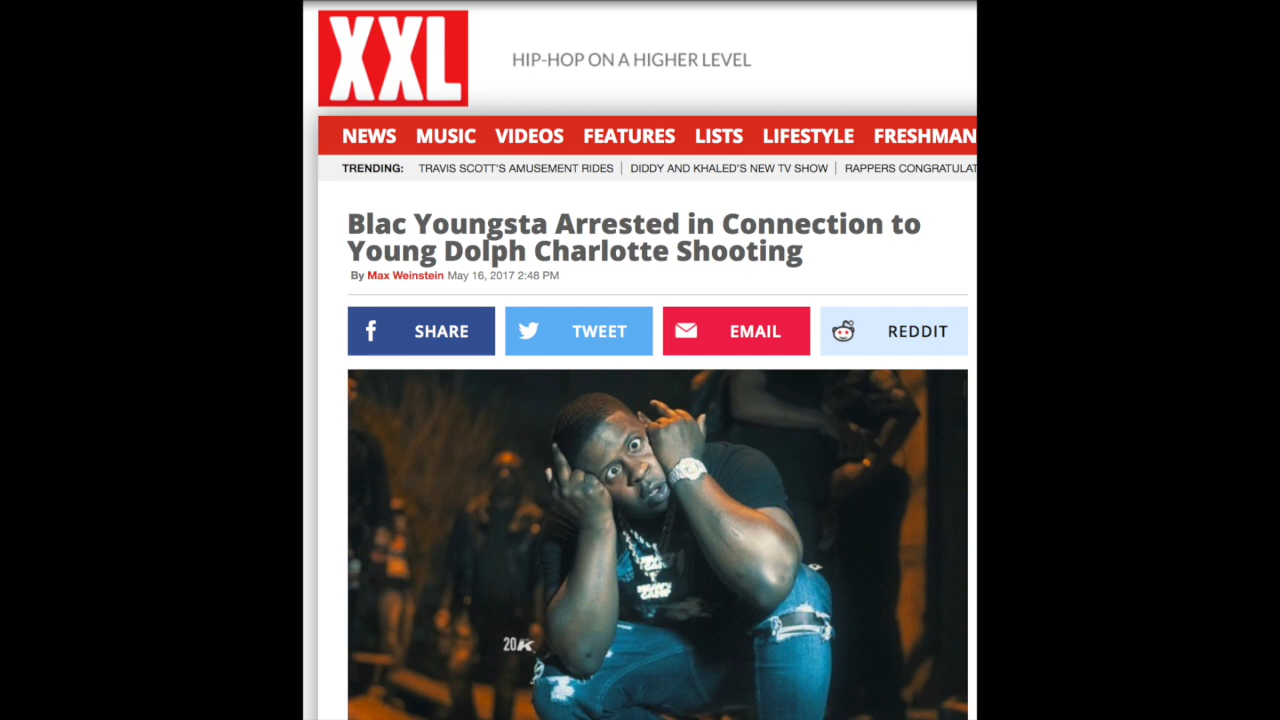 XXL
HIP-HOP ON A HIGHER LEVEL
NEWS MUSIC VIDEOS FEATURES LISTS LIFESTYLE FRESHMAN
TRENDING: TRAVIS SCOTT'S AMUSEMENT RIDES | DIDDY AND KHALED'S NEW TV SHOW | RAPPERS CONGRATULAT
Blac Youngsta Arrested in Connection to
Young Dolph Charlotte Shooting
By Max Weinstein May 16, 2017 2:48 PM
f SHARE TWEET EMAIL REDDIT
20K